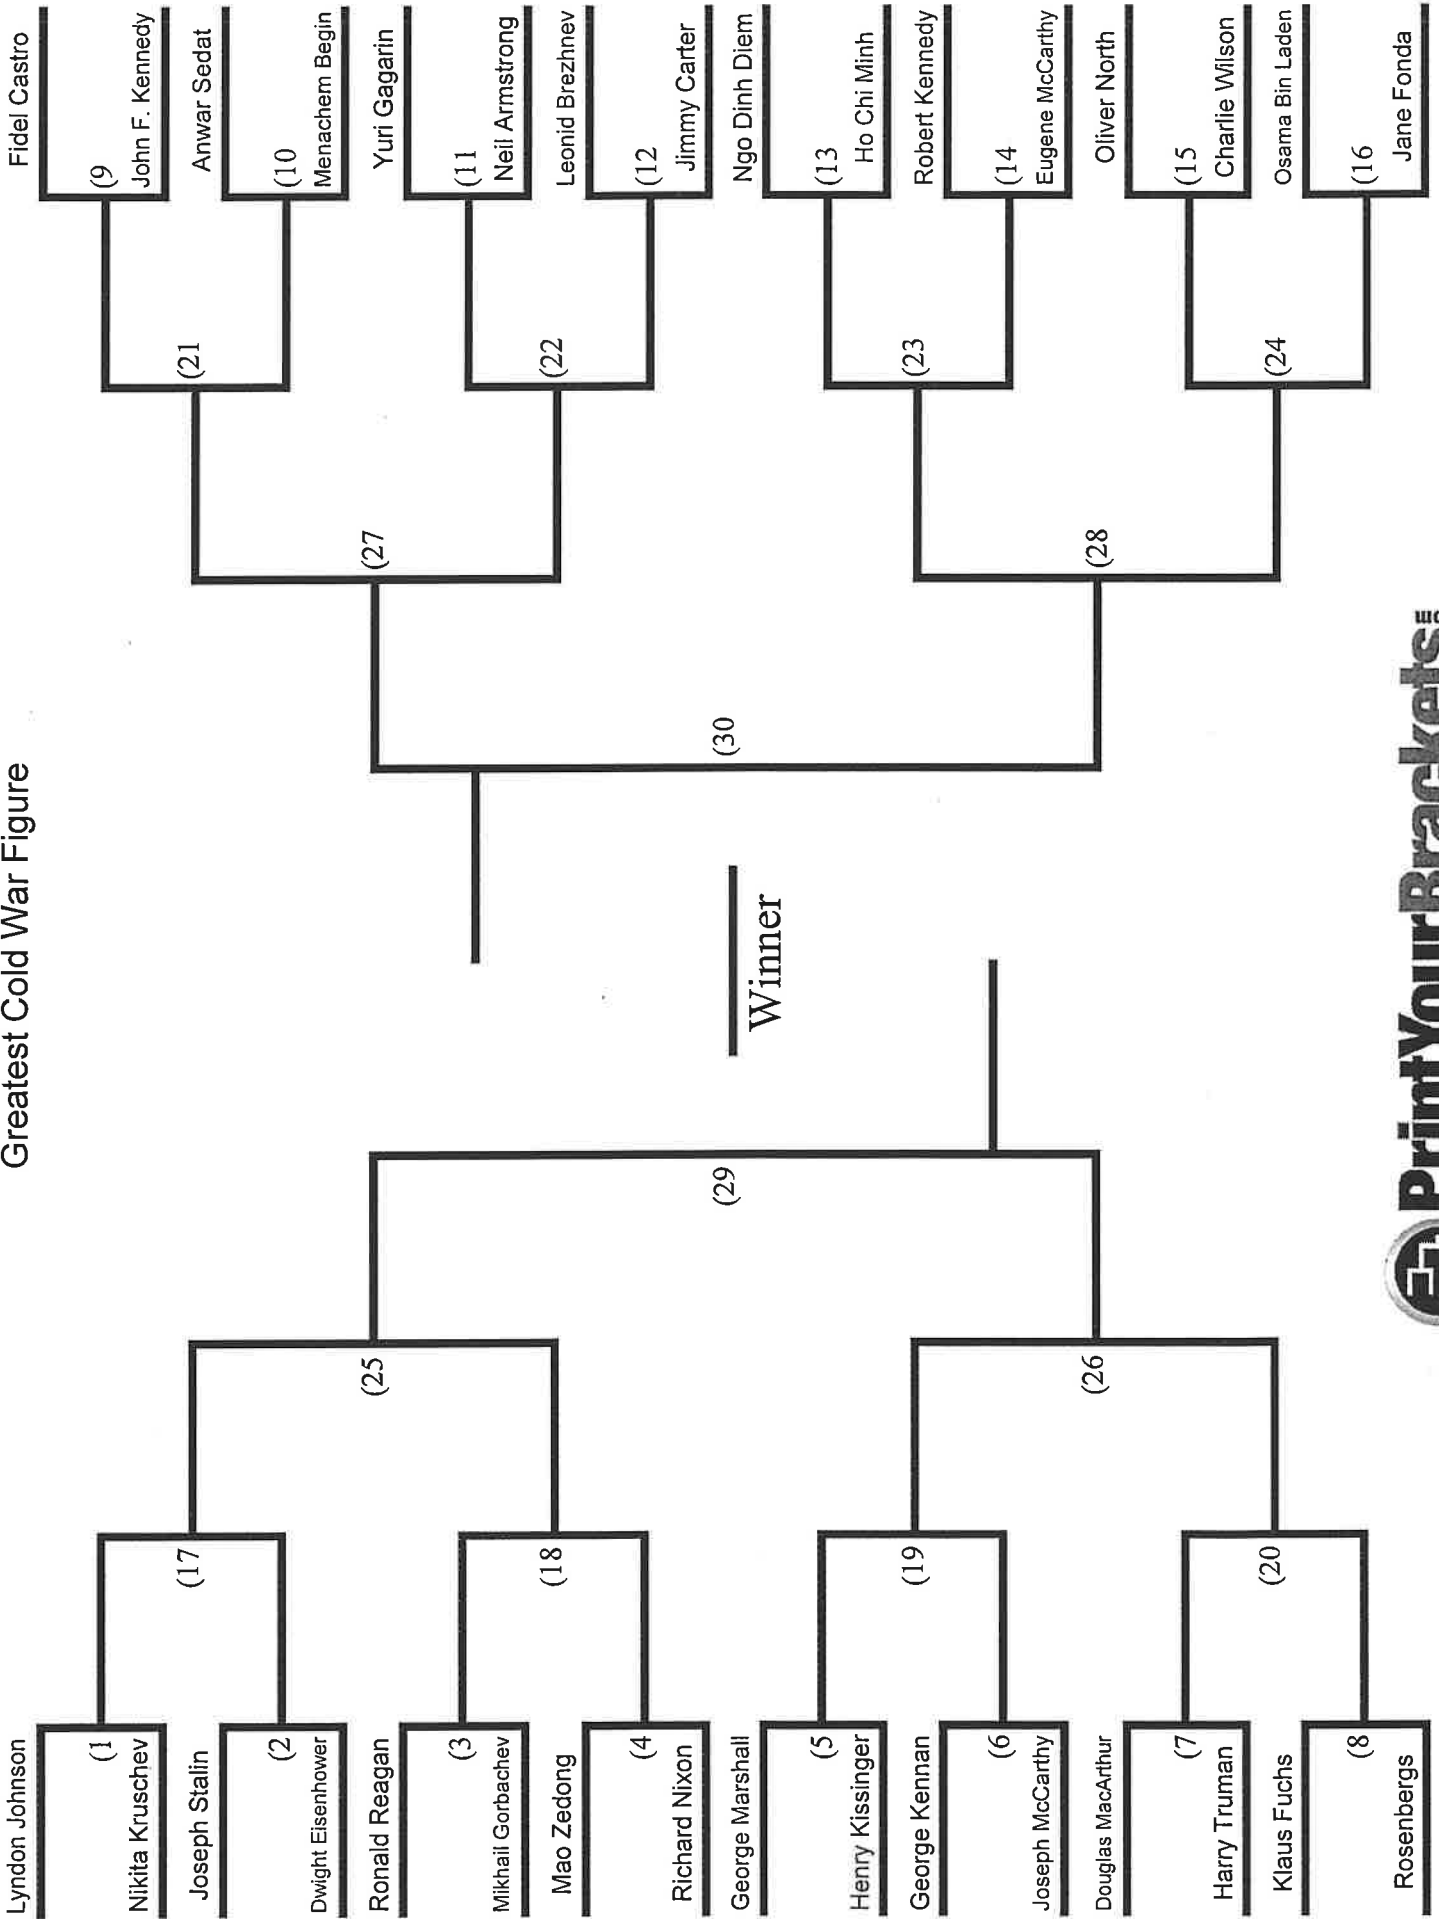 Greatest Cold War Figure
Lyndon Johnson
(1
Nikita Kruschev
Joseph Stalin
(2
Dwight Eisenhower
Ronald Reagan
(3
Mikhail Gorbachev
Mao Zedong
(4
Richard Nixon
George Marshall
(5
Henry Kissinger
George Kennan
(6
Joseph McCarthy
Douglas MacArthur
(7
Harry Truman
Klaus Fuchs
(8
Rosenbergs
(17
(18
(19
(20
(25
(26
(29
Winner
(30
(27
(28
(21
(22
(23
(24
Fidel Castro
(9
John F. Kennedy
Anwar Sedat
(10
Menachem Begin
Yuri Gagarin
(11
Neil Armstrong
Leonid Brezhnev
(12
Jimmy Carter
Ngo Dinh Diem
(13
Ho Chi Minh
Robert Kennedy
(14
Eugene McCarthy
Oliver North
(15
Charlie Wilson
Osama Bin Laden
(16
Jane Fonda
PrintYourBrackets